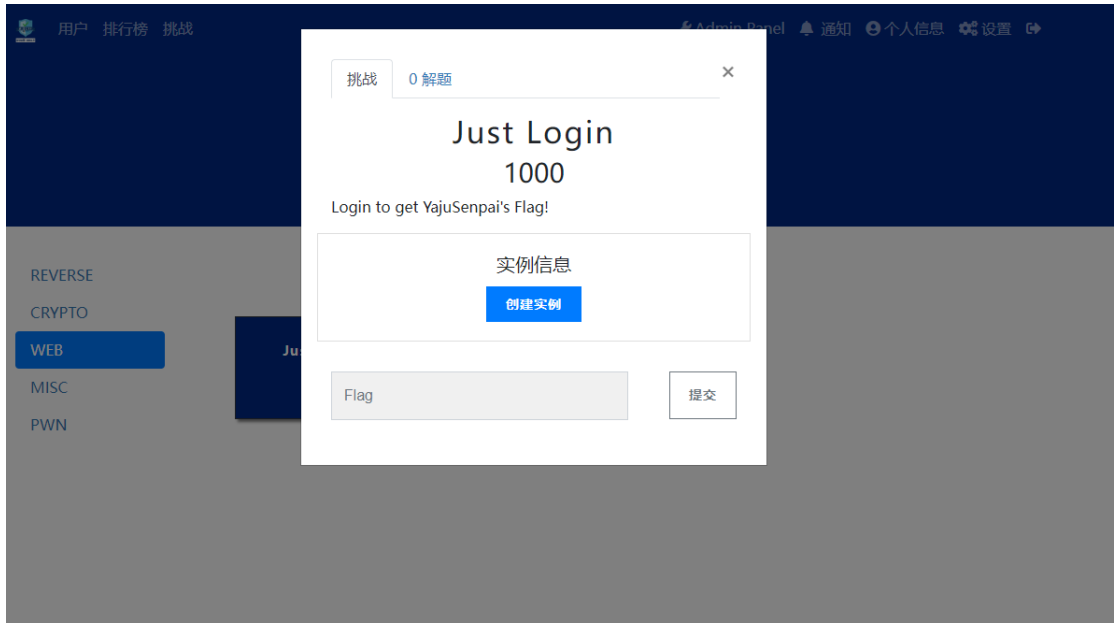 用户 排行榜 挑战 Admin Panel 通知 个人信息 设置
挑战 0 解题 ×
Just Login
1000
Login to get YajuSenpai's Flag!
实例信息
创建实例
REVERSE
CRYPTO
WEB
MISC
PWN
Ju
Flag 提交